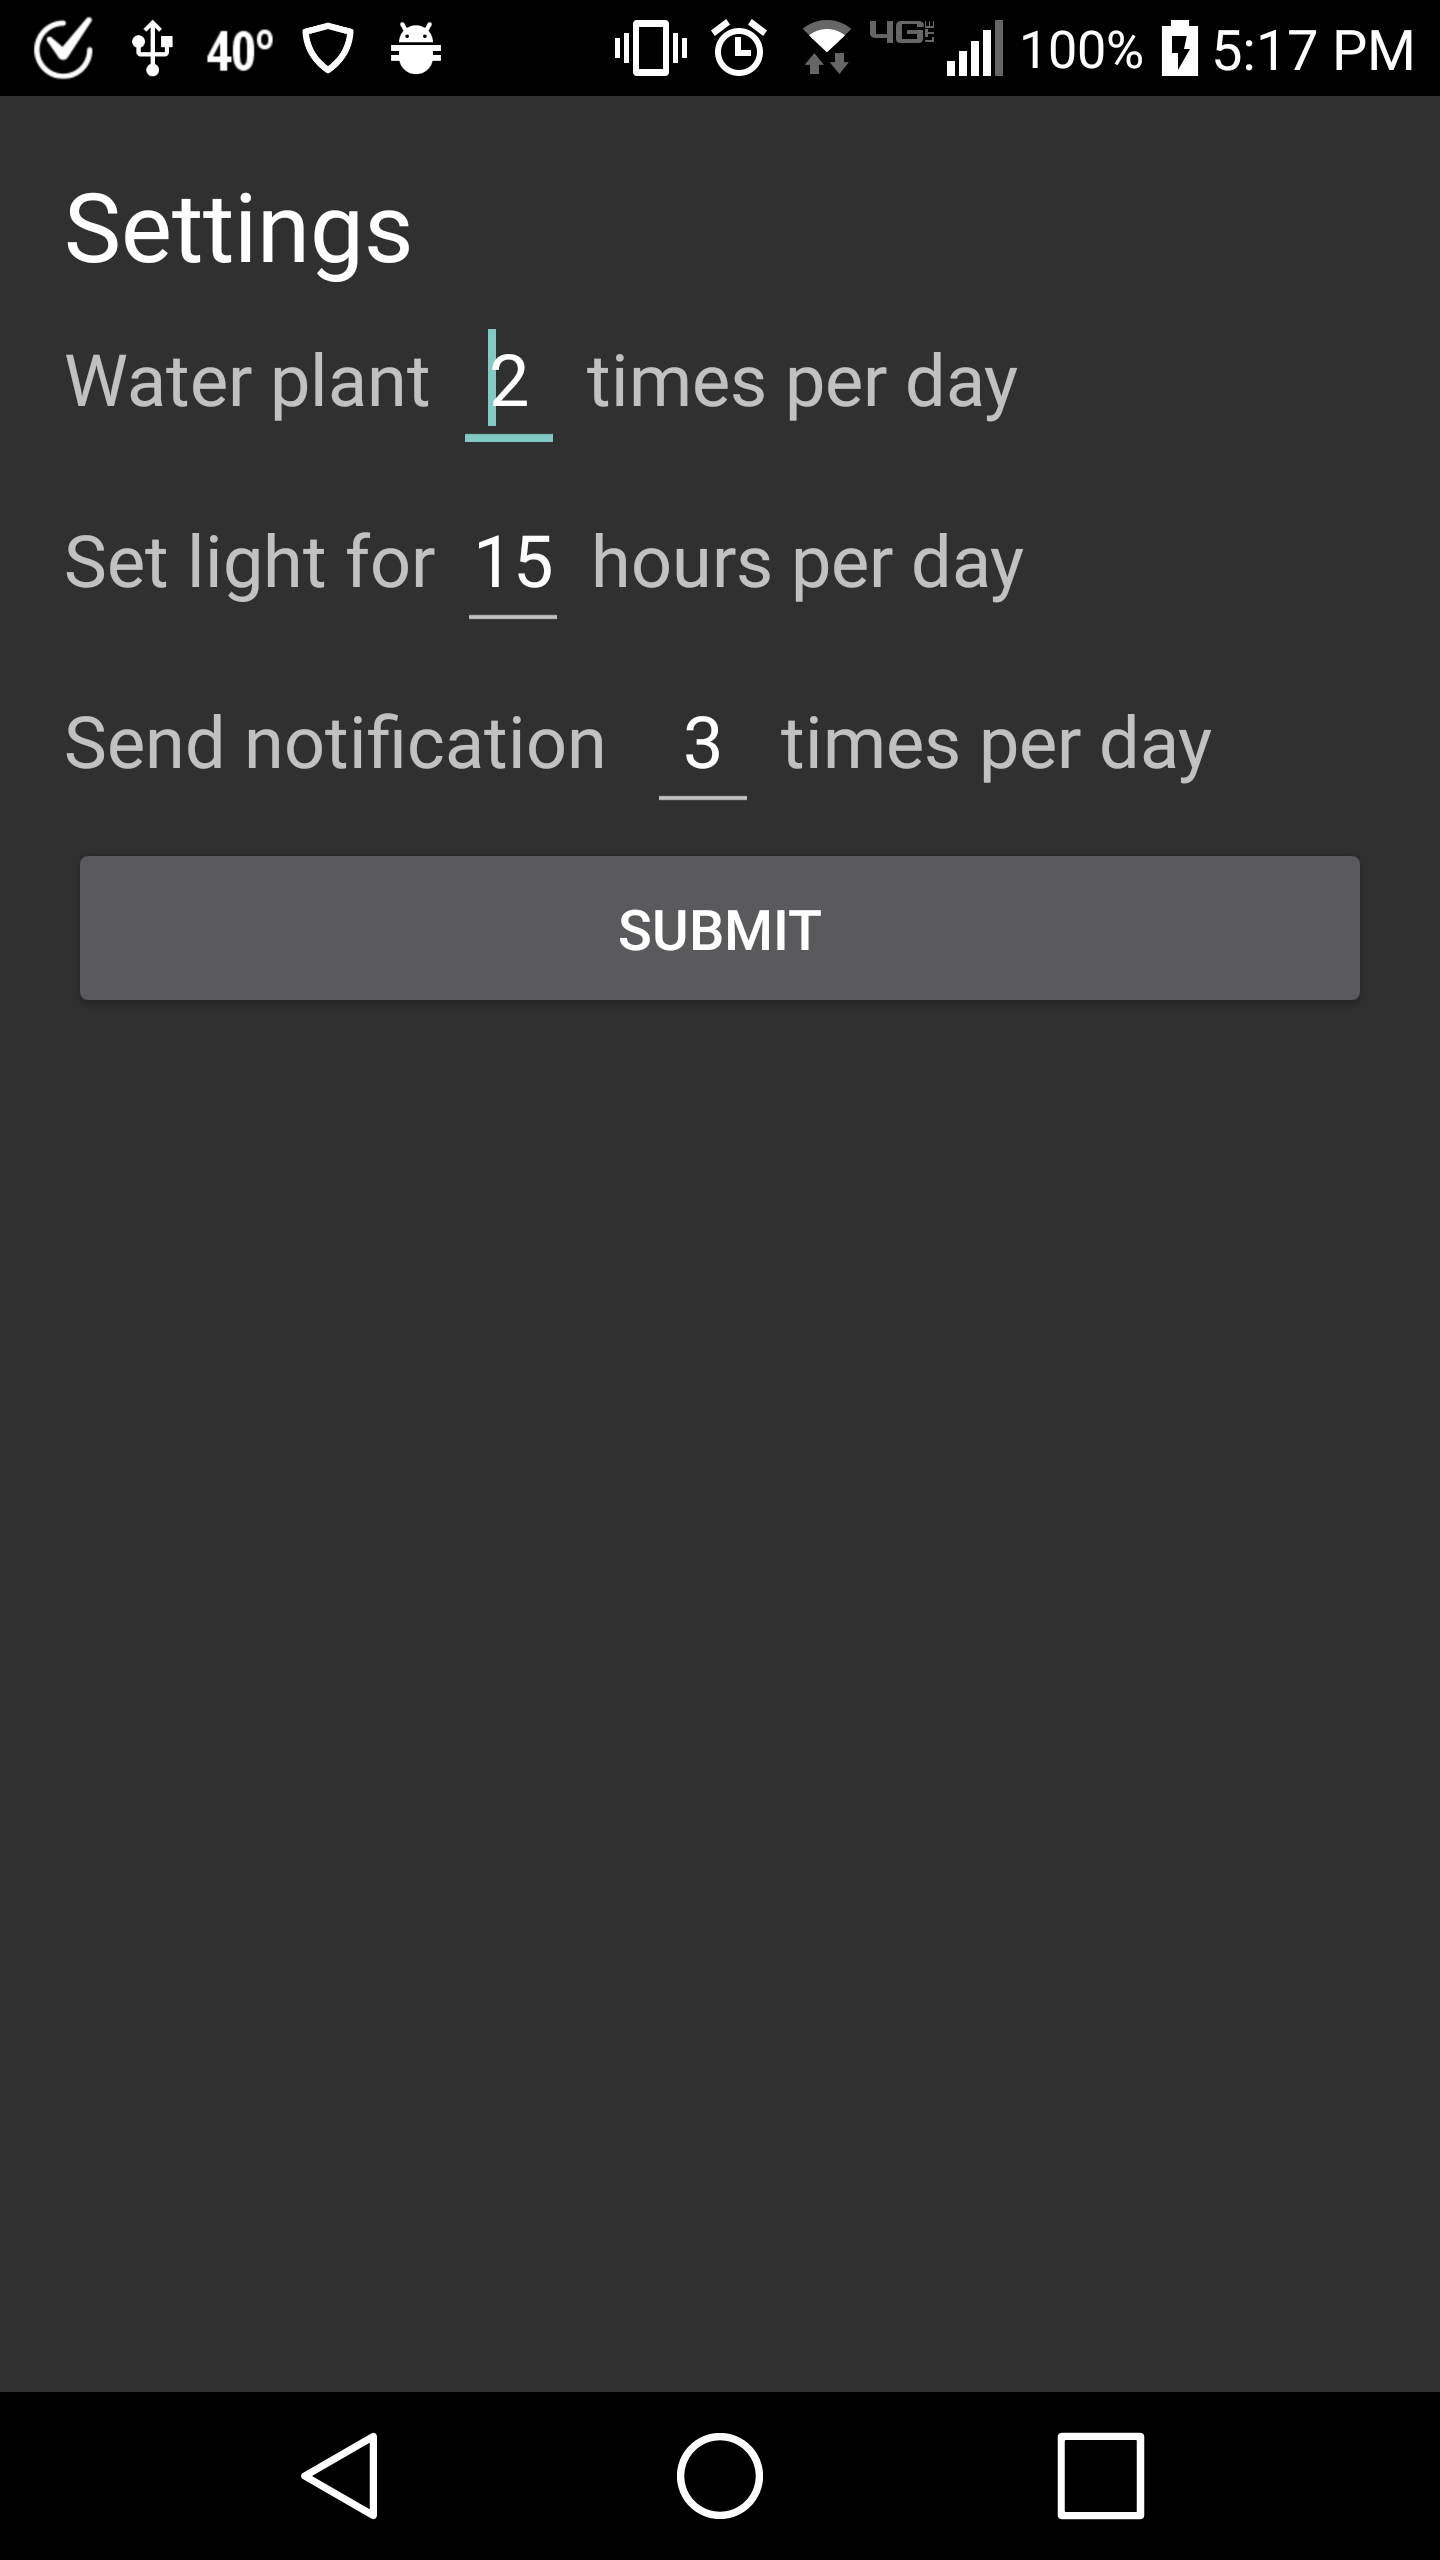 40° 4G LTE 100% 5:17 PM
Settings
Water plant 2 times per day
Set light for 15 hours per day
Send notification 3 times per day
SUBMIT